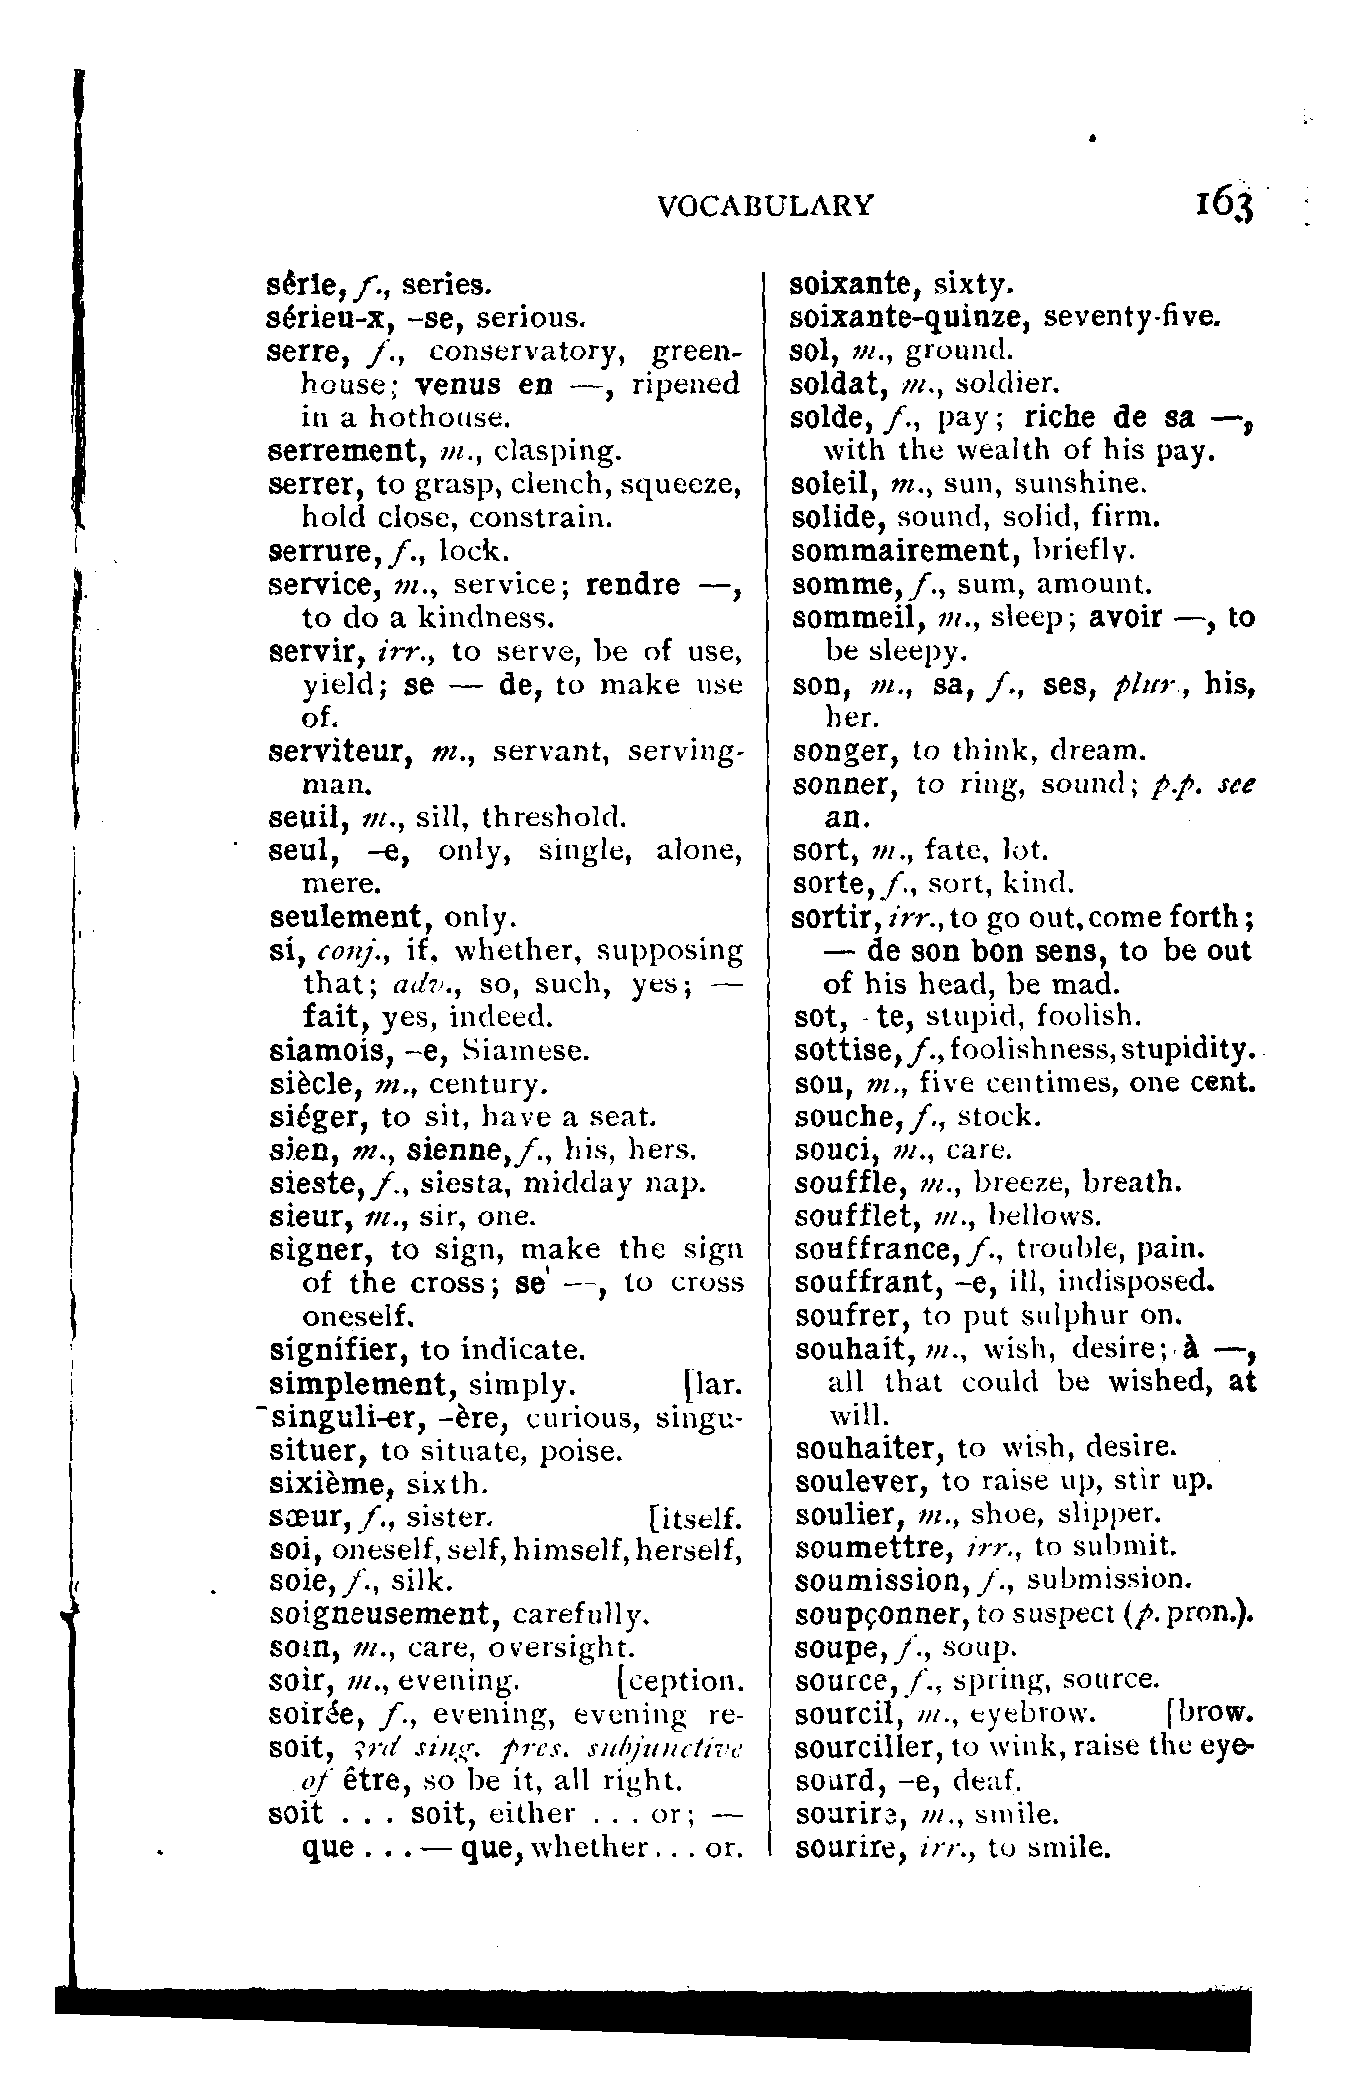 VOCABULARY 163
série, f., series.
sérieu-x, -se, serious.
serre, f., conservatory, green-
house; venus en —, ripened
in a hothouse.
serrement, m., clasping.
serrer, to grasp, clench, squeeze,
hold close, constrain.
serrure, f., lock.
service, m., service; rendre —,
to do a kindness.
servir, irr., to serve, be of use,
yield; se — de, to make use
of.
serviteur, m., servant, serving-
man.
seuil, m., sill, threshold.
seul, -e, only, single, alone,
mere.
seulement, only.
si, conj., if, whether, supposing
that; adv., so, such, yes; —
fait, yes, indeed.
siamois, -e, Siamese.
siècle, m., century.
siéger, to sit, have a seat.
sien, m., sienne, f., his, hers.
sieste, f., siesta, midday nap.
sieur, m., sir, one.
signer, to sign, make the sign
of the cross; se —, to cross
oneself.
signifier, to indicate.
simplement, simply. [lar.
singuli-er, -ère, curious, singu-
situer, to situate, poise.
sixième, sixth.
sœur, f., sister. [itself.
soi, oneself, self, himself, herself,
soie, f., silk.
soigneusement, carefully.
soin, m., care, oversight.
soir, m., evening. [ception.
soirée, f., evening, evening re-
soit, 3rd sing. pres. subjunctive
of être, so be it, all right.
soit . . . soit, either . . . or; —
que . . . — que, whether . . . or.
soixante, sixty.
soixante-quinze, seventy-five.
sol, m., ground.
soldat, m., soldier.
solde, f., pay; riche de sa —,
with the wealth of his pay.
soleil, m., sun, sunshine.
solide, sound, solid, firm.
sommairement, briefly.
somme, f., sum, amount.
sommeil, m., sleep; avoir —, to
be sleepy.
son, m., sa, f., ses, plur., his,
her.
songer, to think, dream.
sonner, to ring, sound; p.p. see
an.
sort, m., fate, lot.
sorte, f., sort, kind.
sortir, irr., to go out, come forth;
— de son bon sens, to be out
of his head, be mad.
sot, -te, stupid, foolish.
sottise, f., foolishness, stupidity.
sou, m., five centimes, one cent.
souche, f., stock.
souci, m., care.
souffle, m., breeze, breath.
soufflet, m., bellows.
souffrance, f., trouble, pain.
souffrant, -e, ill, indisposed.
soufrer, to put sulphur on.
souhait, m., wish, desire; à —,
all that could be wished, at
will.
souhaiter, to wish, desire.
soulever, to raise up, stir up.
soulier, m., shoe, slipper.
soumettre, irr., to submit.
soumission, f., submission.
soupçonner, to suspect (p. pron.).
soupe, f., soup.
source, f., spring, source.
sourcil, m., eyebrow. [brow.
sourciller, to wink, raise the eye-
sourd, -e, deaf.
sourire, m., smile.
sourire, irr., to smile.